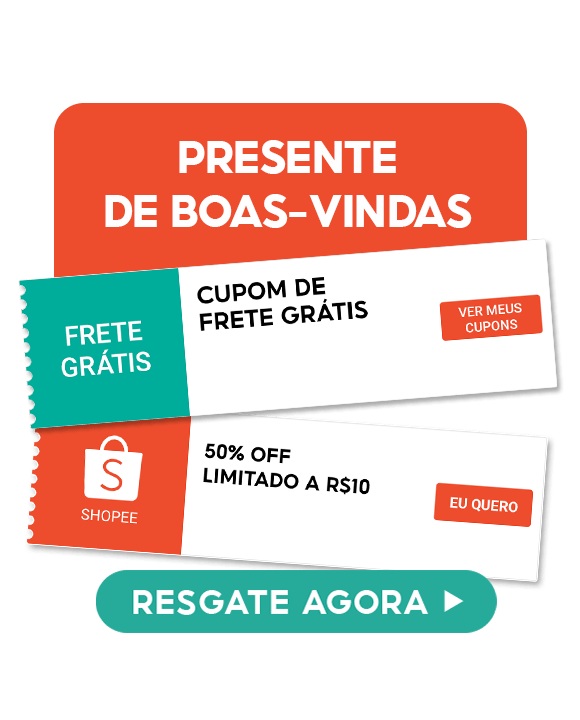 PRESENTE
DE BOAS-VINDAS
FRETE
GRÁTIS
CUPOM DE
FRETE GRÁTIS
VER MEUS
CUPONS
S
SHOPEE
50% OFF
LIMITADO A R$10
EU QUERO
RESGATE AGORA